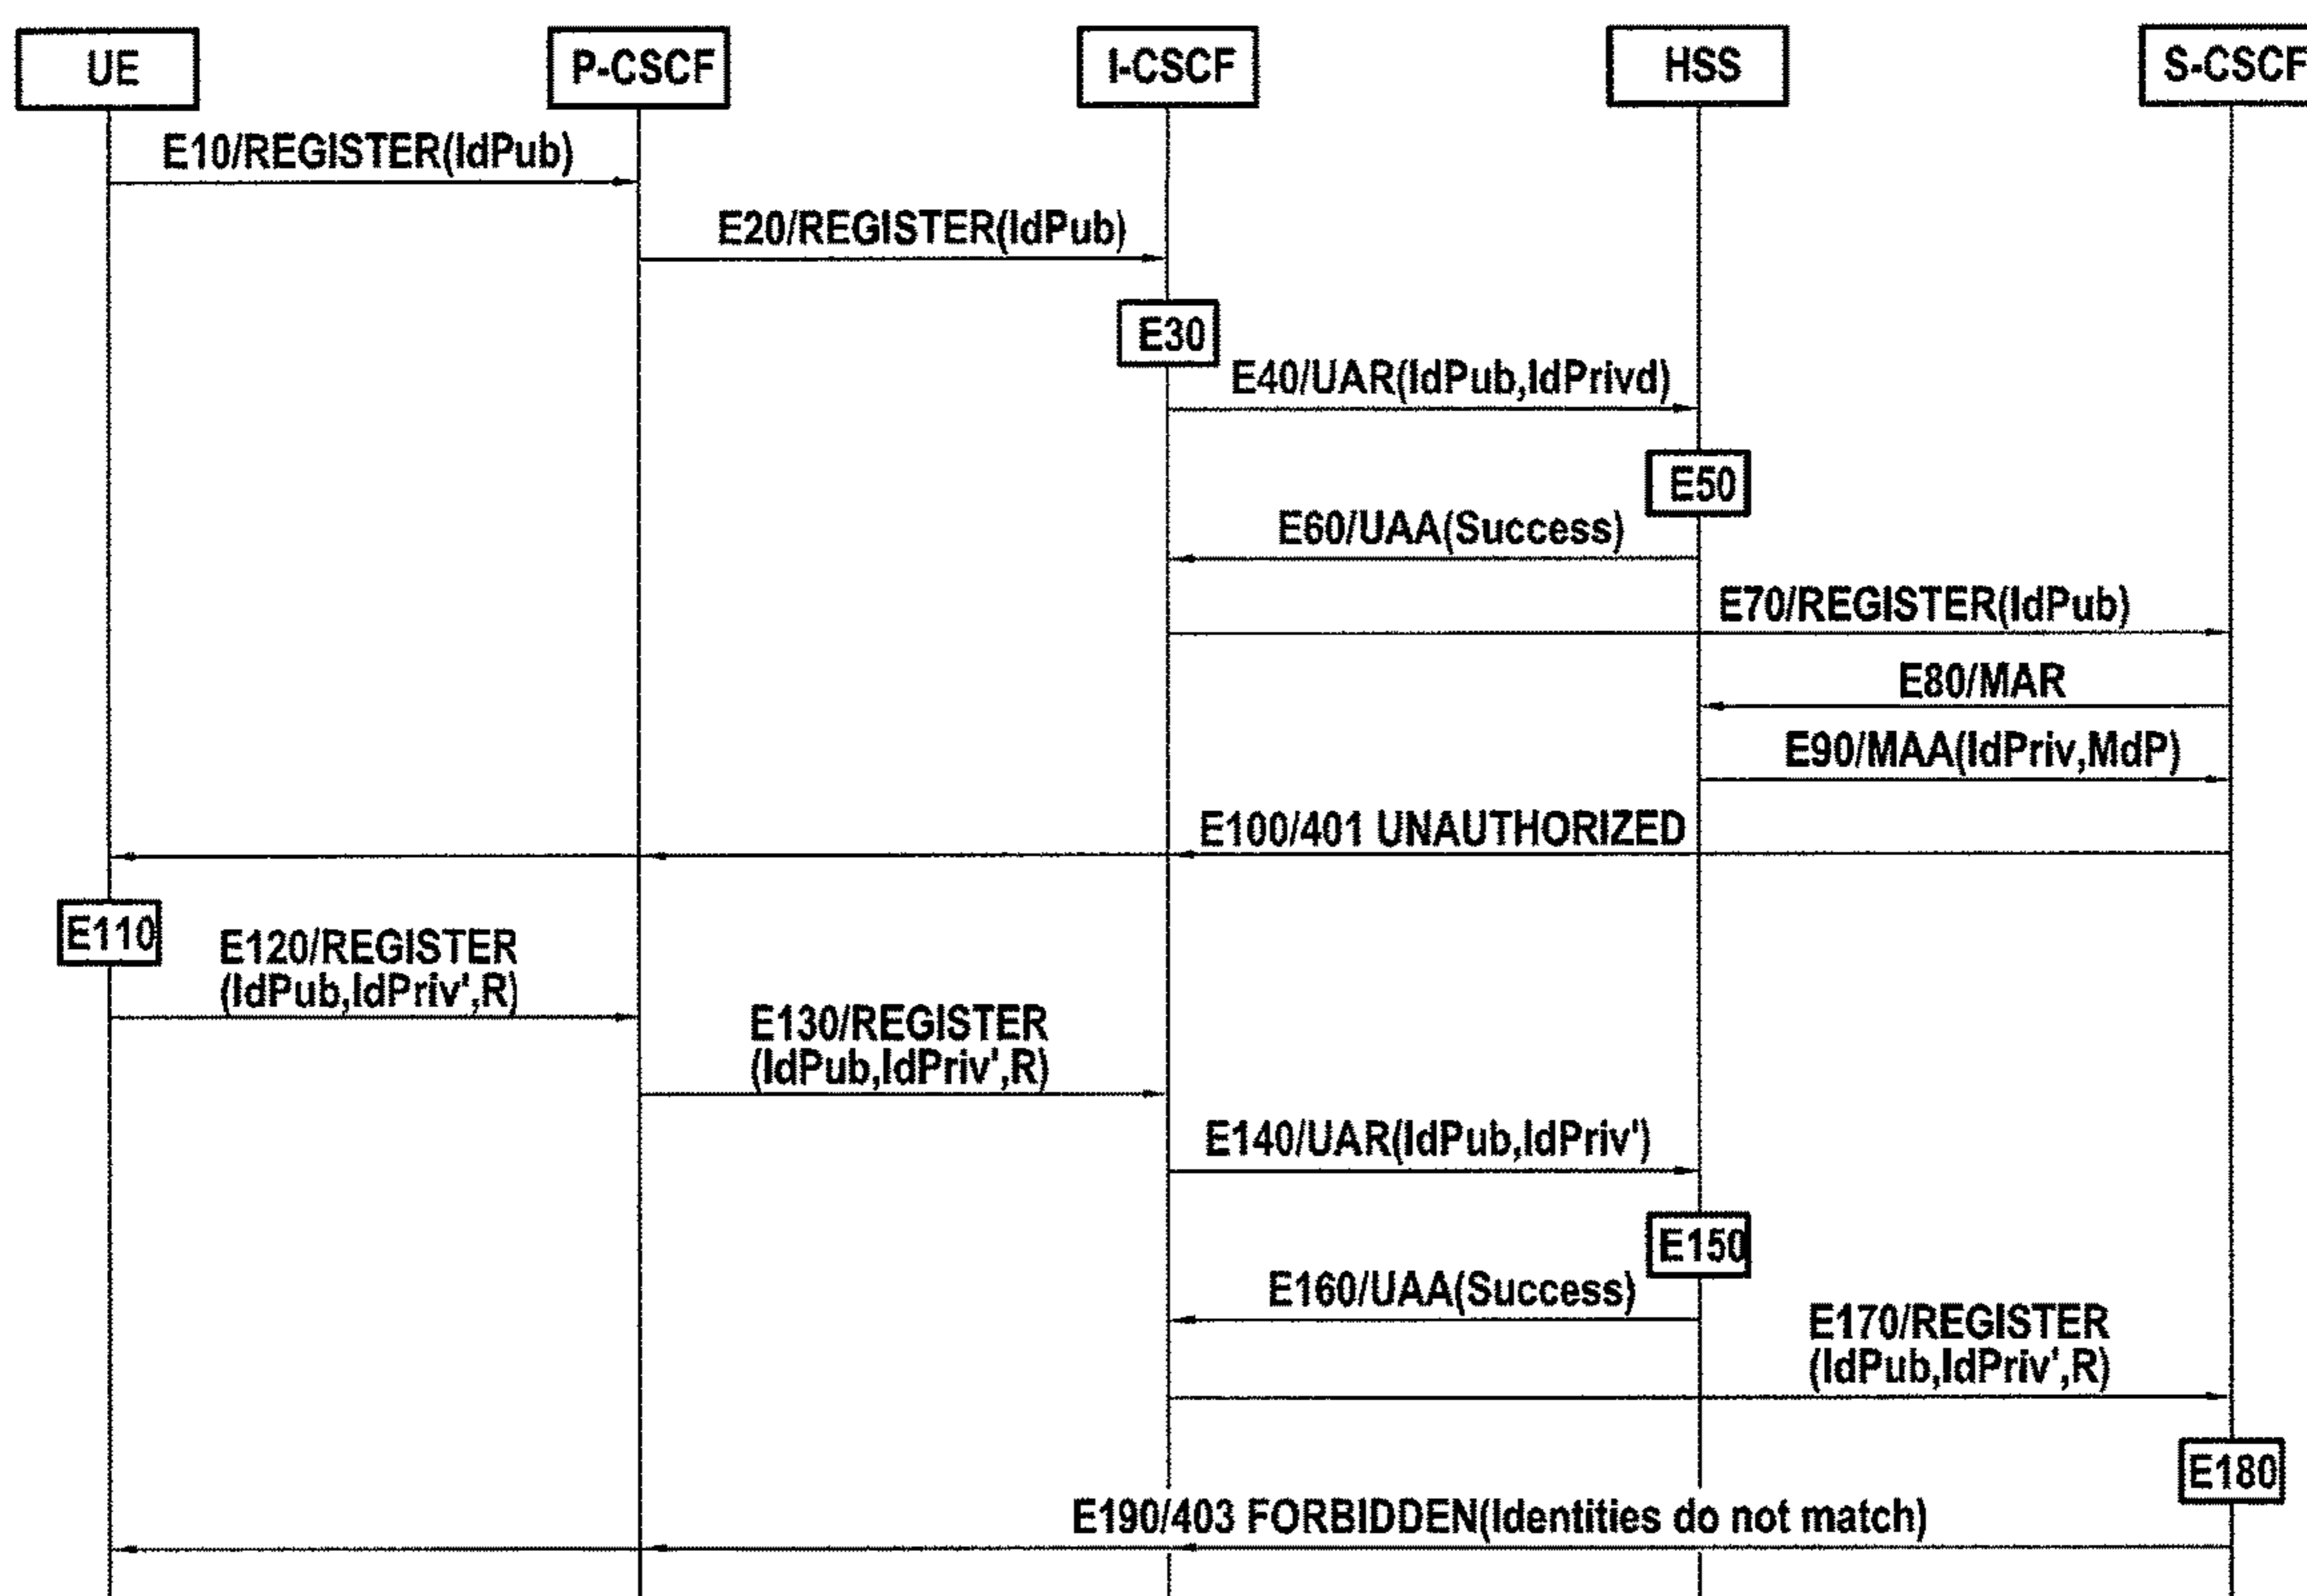 UE
P-CSCF
I-CSCF
HSS
S-CSCF
E10/REGISTER(IdPub)
E20/REGISTER(IdPub)
E30
E40/UAR(IdPub,IdPrivd)
E50
E60/UAA(Success)
E70/REGISTER(IdPub)
E80/MAR
E90/MAA(IdPriv,MdP)
E100/401 UNAUTHORIZED
E110
E120/REGISTER
(IdPub,IdPriv',R)
E130/REGISTER
(IdPub,IdPriv',R)
E140/UAR(IdPub,IdPriv')
E150
E160/UAA(Success)
E170/REGISTER
(IdPub,IdPriv',R)
E180
E190/403 FORBIDDEN(Identities do not match)